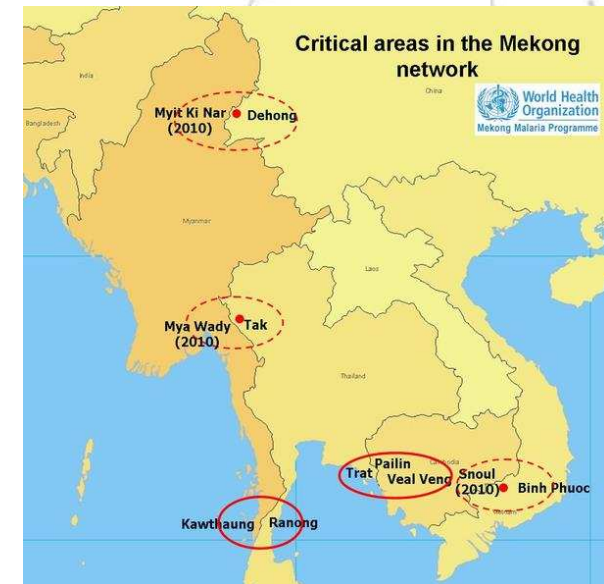 Critical areas in the Mekong
network
World Health
Organization
Mekong Malaria Programme
India
China
Bangladesh
Myit Ki Nar
(2010)
Dehong
Myanmar
Laos
Mya Wady
(2010)
Tak
Thailand
Trat
Pailin
Veal Veng
Cambodia
Snoul
(2010)
Binh Phuoc
Vietnam
Kawthaung
Ranong